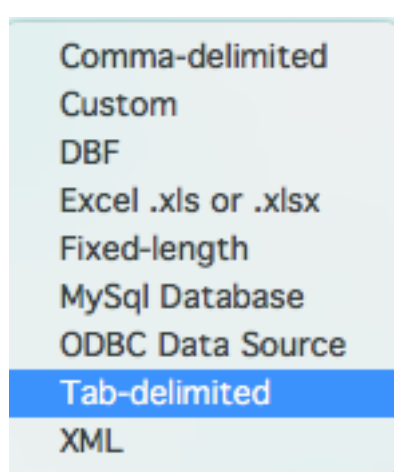 Comma-delimited
Custom
DBF
Excel .xls or .xlsx
Fixed-length
MySql Database
ODBC Data Source
Tab-delimited
XML